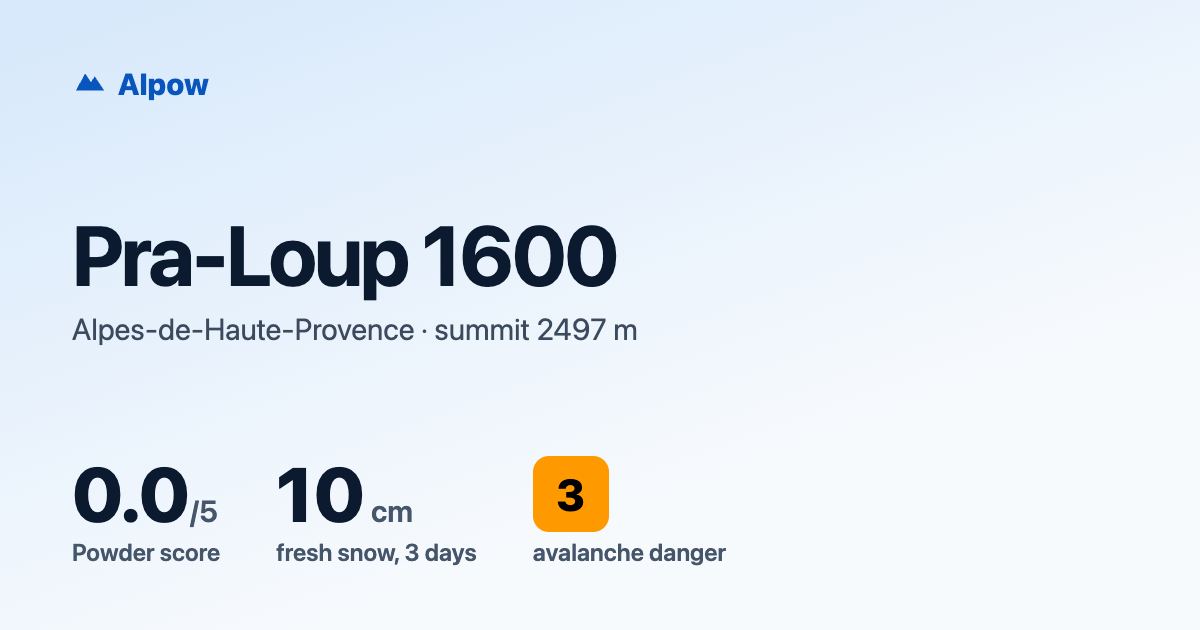 Alpow
Pra-Loup 1600
Alpes-de-Haute-Provence · summit 2497 m
0.0/5
Powder score
10 cm
fresh snow, 3 days
3
avalanche danger